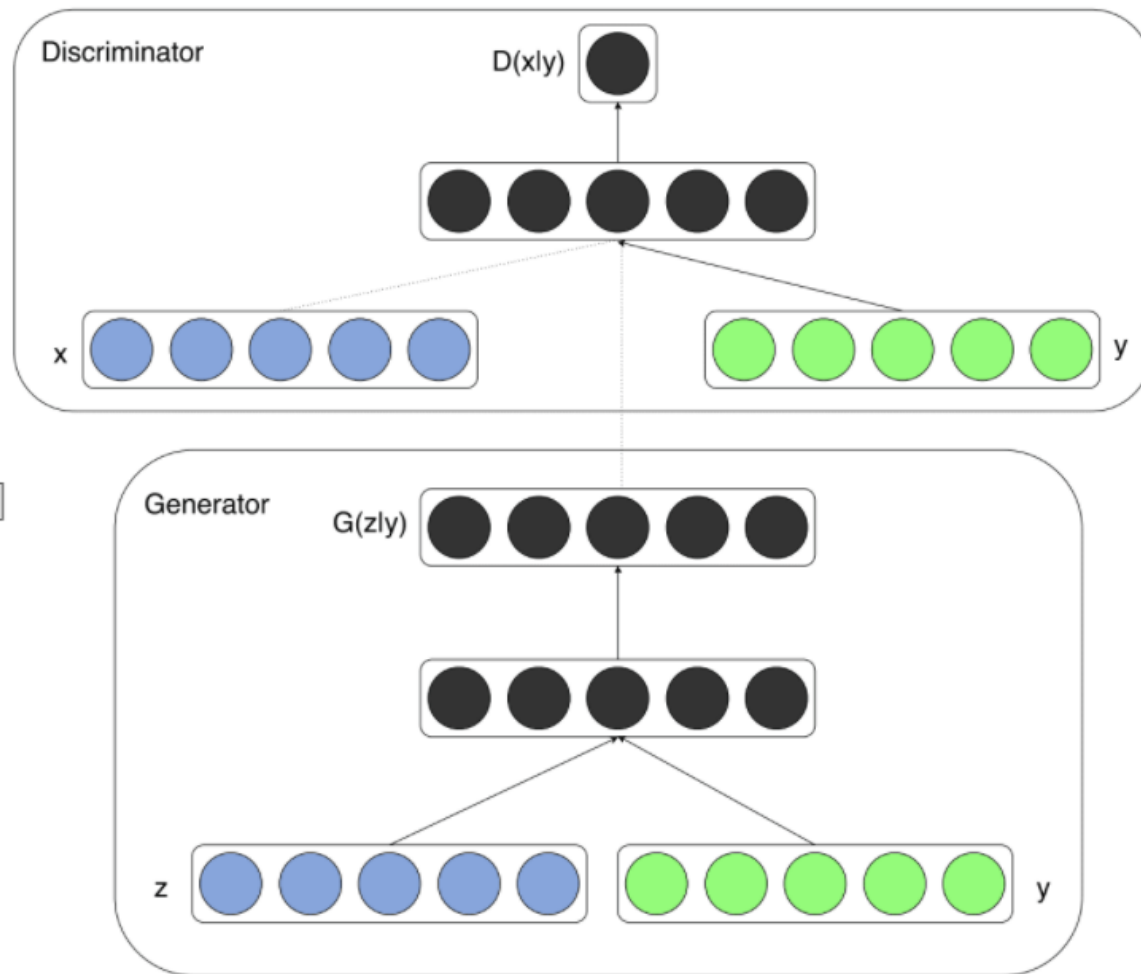 Discriminator
D(x|y)
x
y
Generator
G(z|y)
z
y